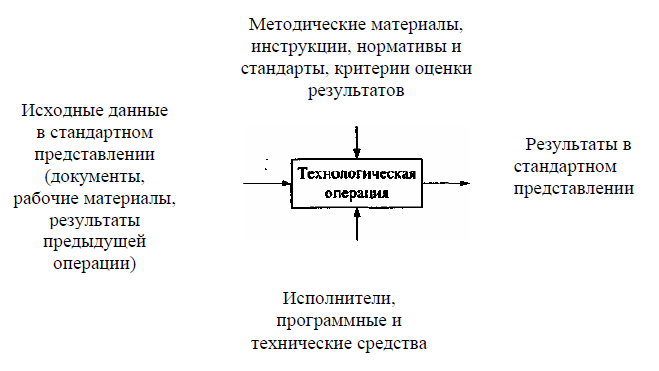 Методические материалы,
инструкции, нормативы и
стандарты, критерии оценки
результатов
Исходные данные
в стандартном
представлении
(документы,
рабочие материалы,
результаты
предыдущей
операции)
Технологическая
операция
Результаты в
стандартном
представлении
Исполнители,
программные и
технические средства